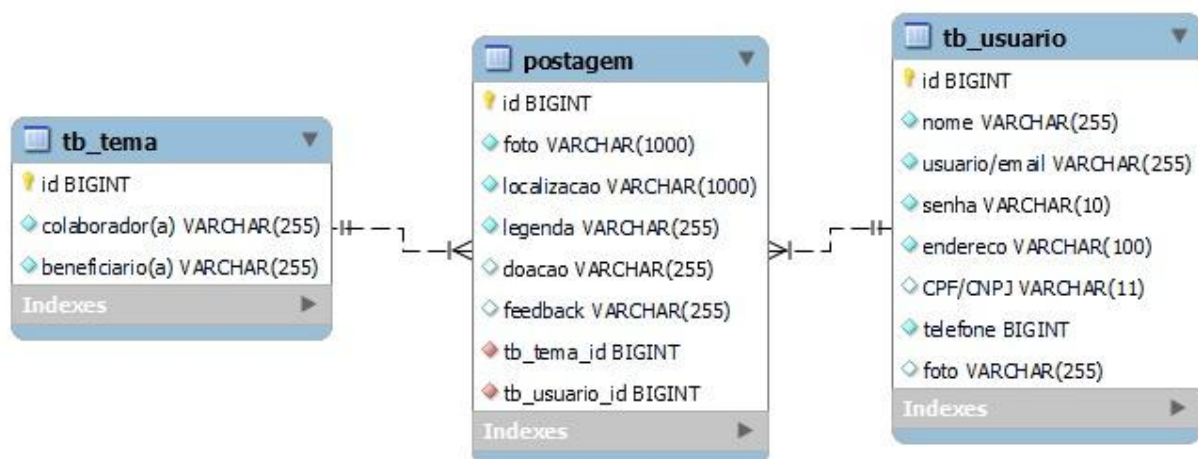 tb_tema
id BIGINT
colaborador(a) VARCHAR(255)
beneficiario(a) VARCHAR(255)
Indexes
postagem
id BIGINT
foto VARCHAR(1000)
localizacao VARCHAR(1000)
legenda VARCHAR(255)
doacao VARCHAR(255)
feedback VARCHAR(255)
tb_tema_id BIGINT
tb_usuario_id BIGINT
Indexes
tb_usuario
id BIGINT
nome VARCHAR(255)
usuario/email VARCHAR(255)
senha VARCHAR(10)
endereco VARCHAR(100)
CPF/CNPJ VARCHAR(11)
telefone BIGINT
foto VARCHAR(255)
Indexes